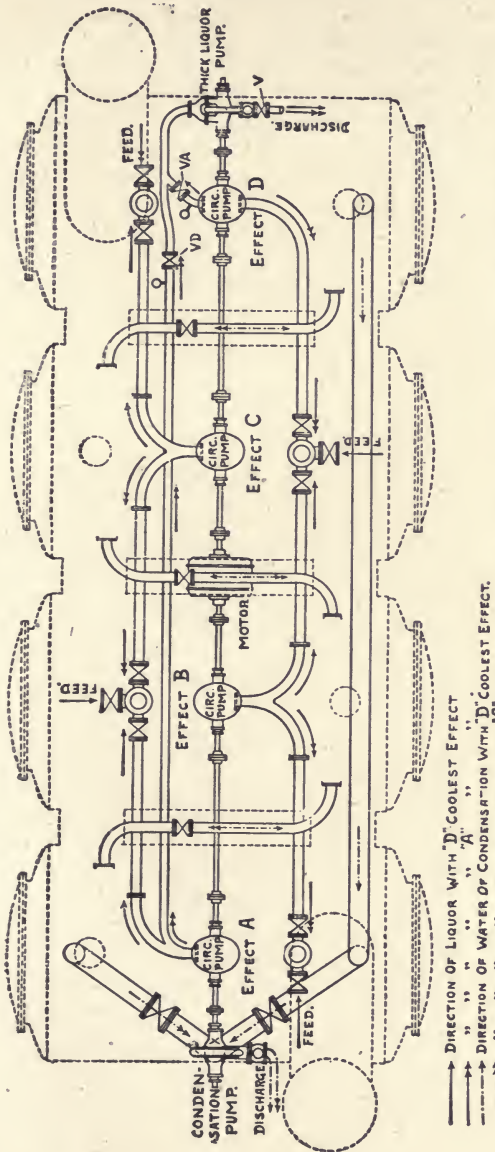 THICK LIQUOR
PUMP.
FEED.
VA
V
DISCHARGE.
CIRC.
PUMP
EFFECT D
VD
CIRC.
PUMP
EFFECT C
FEED.
MOTOR
FEED.
EFFECT B
CIRC.
PUMP
CIRC.
PUMP
EFFECT A
FEED.
CONDEN-
SATION
PUMP.
DISCHARGE
DIRECTION OF LIQUOR WITH "D" COOLEST EFFECT
" " " " "A" " "
DIRECTION OF WATER OF CONDENSATION WITH "D" COOLEST EFFECT.